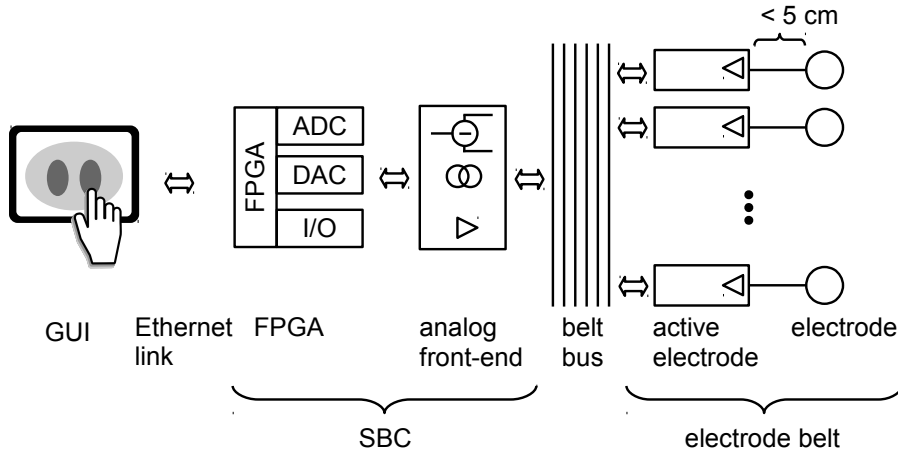 < 5 cm
FPGA
ADC
DAC
I/O
GUI
Ethernet
link
FPGA
analog
front-end
belt
bus
active
electrode
electrode
SBC
electrode belt